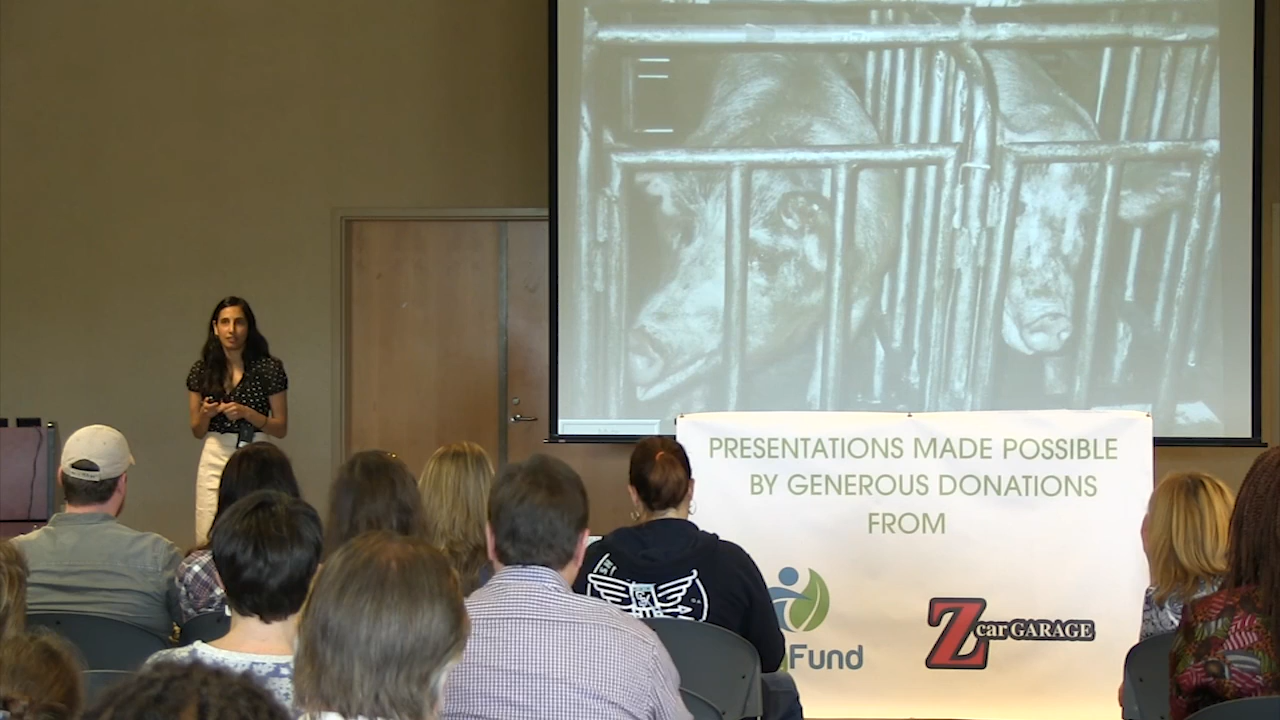 PRESENTATIONS MADE POSSIBLE
BY GENEROUS DONATIONS
FROM
Fund
Z car GARAGE